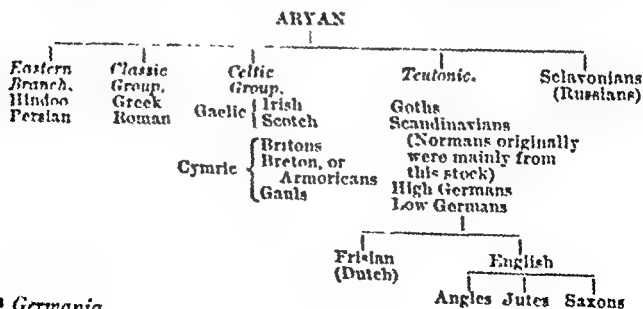 ARYAN
Eastern Branch.
Hindoo
Persian
Classic Group.
Greek
Roman
Celtic Group.
Gaelic { Irish
Scotch
Cymric { Britons
Breton, or
Armoricans
Gauls
Teutonic.
Goths
Scandinavians
(Normans originally
were mainly from
this stock)
High Germans
Low Germans
Sclavonians
(Russians)
Frisian
(Dutch)
English
Angles Jutes Saxons
Germania